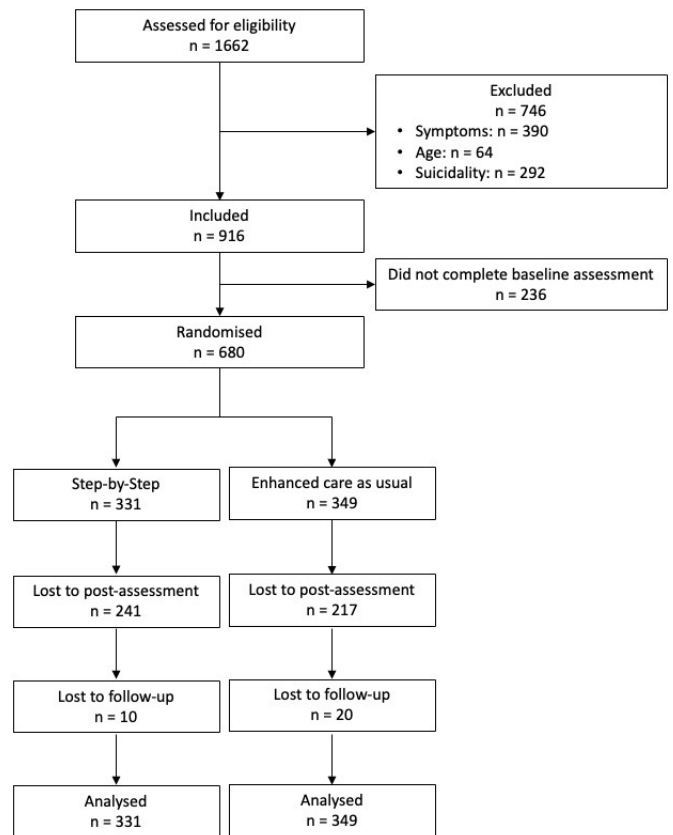 Assessed for eligibility
n = 1662
Excluded
n = 746
• Symptoms: n = 390
• Age: n = 64
• Suicidality: n = 292
Included
n = 916
Did not complete baseline assessment
n = 236
Randomised
n = 680
Step-by-Step
n = 331
Enhanced care as usual
n = 349
Lost to post-assessment
n = 241
Lost to post-assessment
n = 217
Lost to follow-up
n = 10
Lost to follow-up
n = 20
Analysed
n = 331
Analysed
n = 349